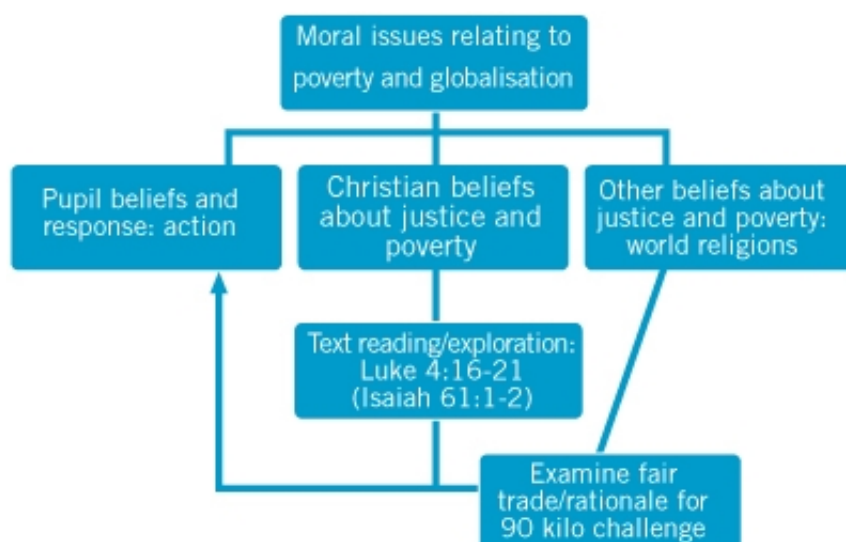 Moral issues relating to
poverty and globalisation
Pupil beliefs and
response: action
Christian beliefs
about justice and
poverty
Other beliefs about
justice and poverty:
world religions
Text reading/exploration:
Luke 4:16-21
(Isaiah 61:1-2)
Examine fair
trade/rationale for
90 kilo challenge